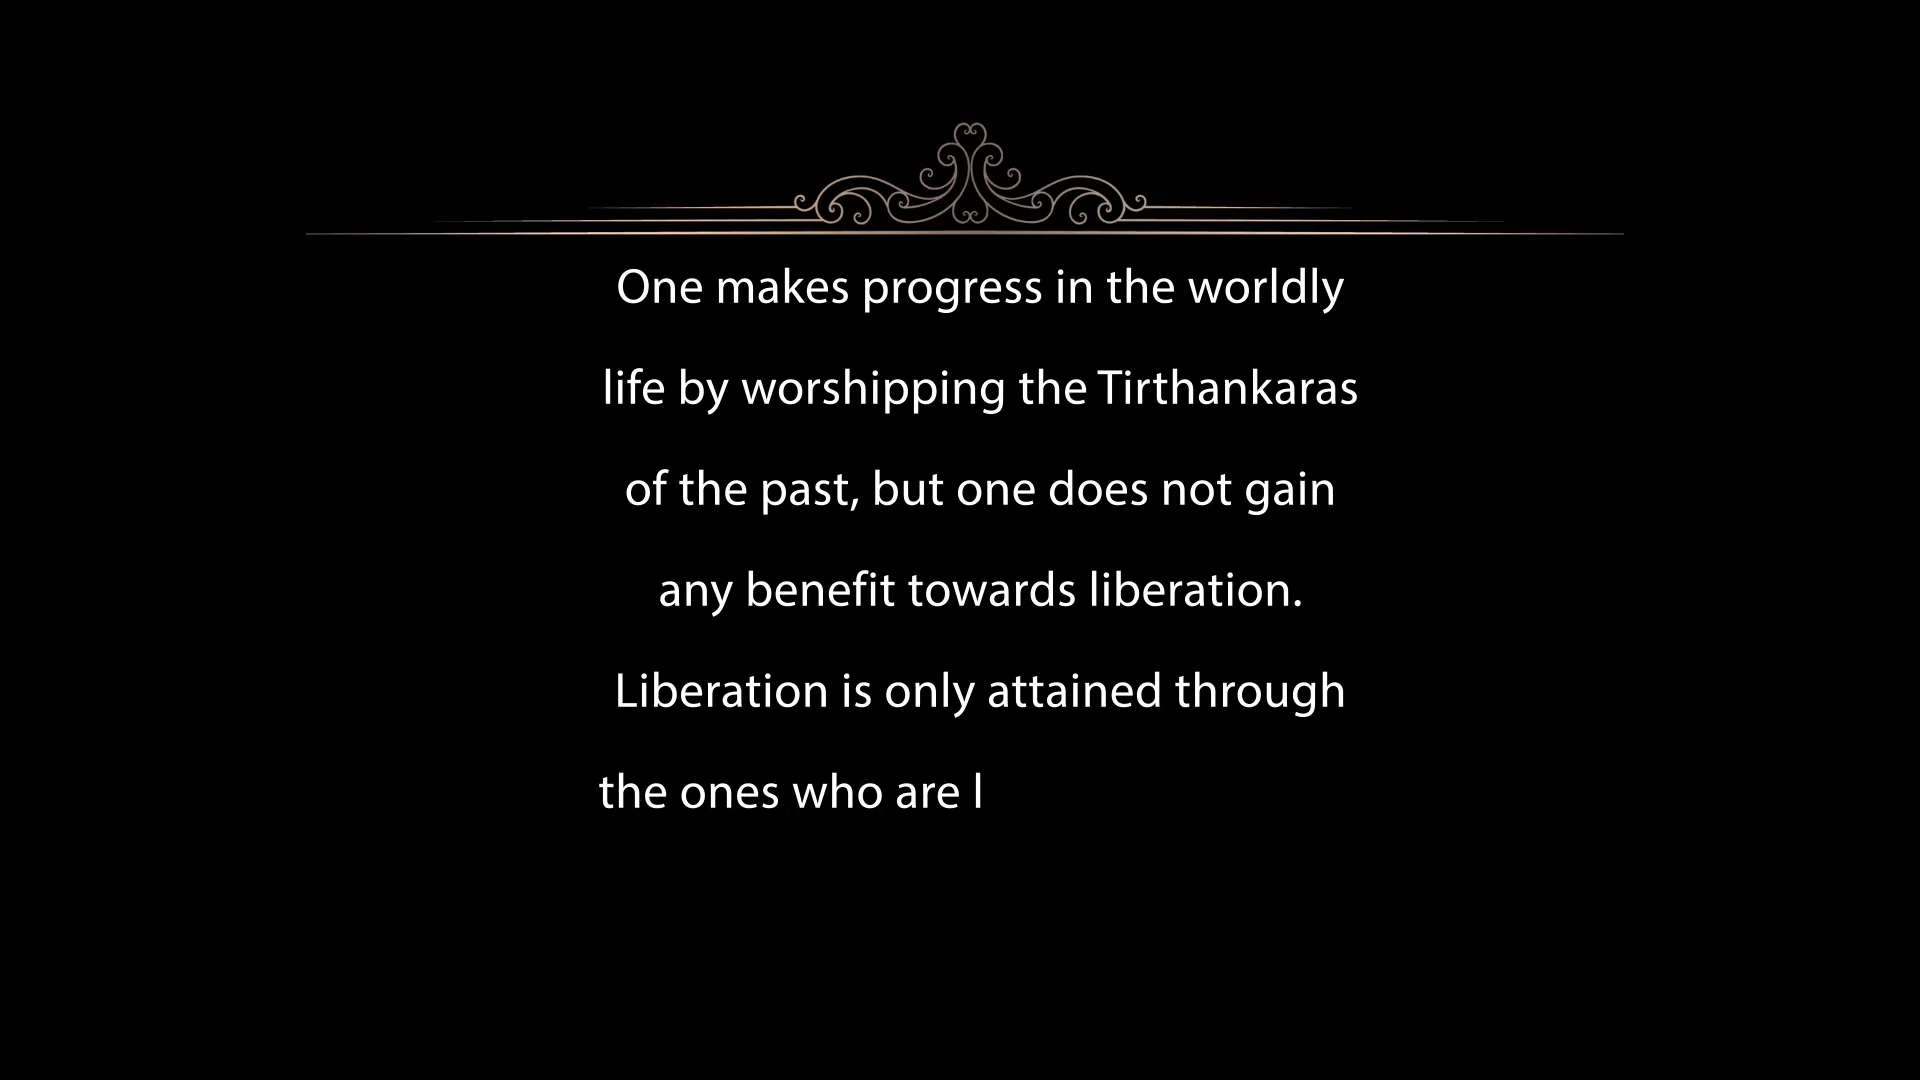 One makes progress in the worldly
life by worshipping the Tirthankaras
of the past, but one does not gain
any benefit towards liberation.
Liberation is only attained through
the ones who are l